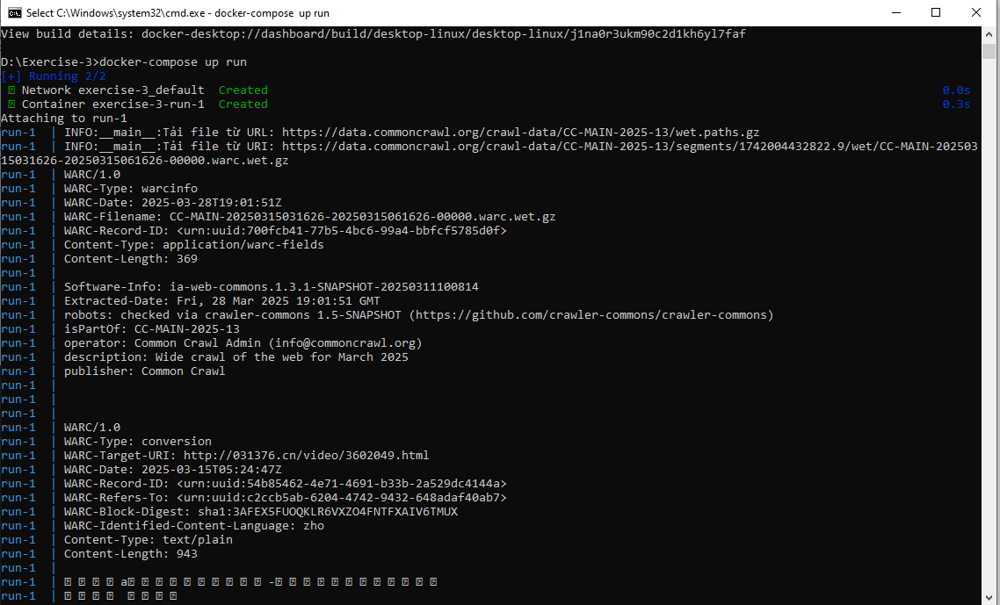 Select C:\Windows\system32\cmd.exe - docker-compose up run
View build details: docker-desktop://dashboard/build/desktop-linux/desktop-linux/j1na0r3ukm90c2d1kh6yl7faf
D:\Exercise-3>docker-compose up run
[+] Running 2/2
Network exercise-3_default Created 0.0s
Container exercise-3-run-1 Created 0.3s
Attaching to run-1
run-1 | INFO:__main__:Tải file từ URL: https://data.commoncrawl.org/crawl-data/CC-MAIN-2025-13/wet.paths.gz
run-1 | INFO:__main__:Tải file từ URI: https://data.commoncrawl.org/crawl-data/CC-MAIN-2025-13/segments/1742004432822.9/wet/CC-MAIN-202503
15031626-20250315061626-00000.warc.wet.gz
run-1 | WARC/1.0
run-1 | WARC-Type: warcinfo
run-1 | WARC-Date: 2025-03-28T19:01:51Z
run-1 | WARC-Filename: CC-MAIN-20250315031626-20250315061626-00000.warc.wet.gz
run-1 | WARC-Record-ID: <urn:uuid:700fcb41-77b5-4bc6-99a4-bbfcf5785d0f>
run-1 | Content-Type: application/warc-fields
run-1 | Content-Length: 369
run-1 |
run-1 | Software-Info: ia-web-commons.1.3.1-SNAPSHOT-20250311100814
run-1 | Extracted-Date: Fri, 28 Mar 2025 19:01:51 GMT
run-1 | robots: checked via crawler-commons 1.5-SNAPSHOT (https://github.com/crawler-commons/crawler-commons)
run-1 | isPartOf: CC-MAIN-2025-13
run-1 | operator: Common Crawl Admin (info@commoncrawl.org)
run-1 | description: Wide crawl of the web for March 2025
run-1 | publisher: Common Crawl
run-1 |
run-1 |
run-1 |
run-1 | WARC/1.0
run-1 | WARC-Type: conversion
run-1 | WARC-Target-URI: http://031376.cn/video/3602049.html
run-1 | WARC-Date: 2025-03-15T05:24:47Z
run-1 | WARC-Record-ID: <urn:uuid:54b85462-4e71-4691-b33b-2a529dc4144a>
run-1 | WARC-Refers-To: <urn:uuid:c2ccb5ab-6204-4742-9432-648adaf40ab7>
run-1 | WARC-Block-Digest: sha1:3AFEX5FUOQKLR6VXZO4FNTFXAIV6TMUX
run-1 | WARC-Identified-Content-Language: zho
run-1 | Content-Type: text/plain
run-1 | Content-Length: 943
run-1 |
run-1 | a -
run-1 |